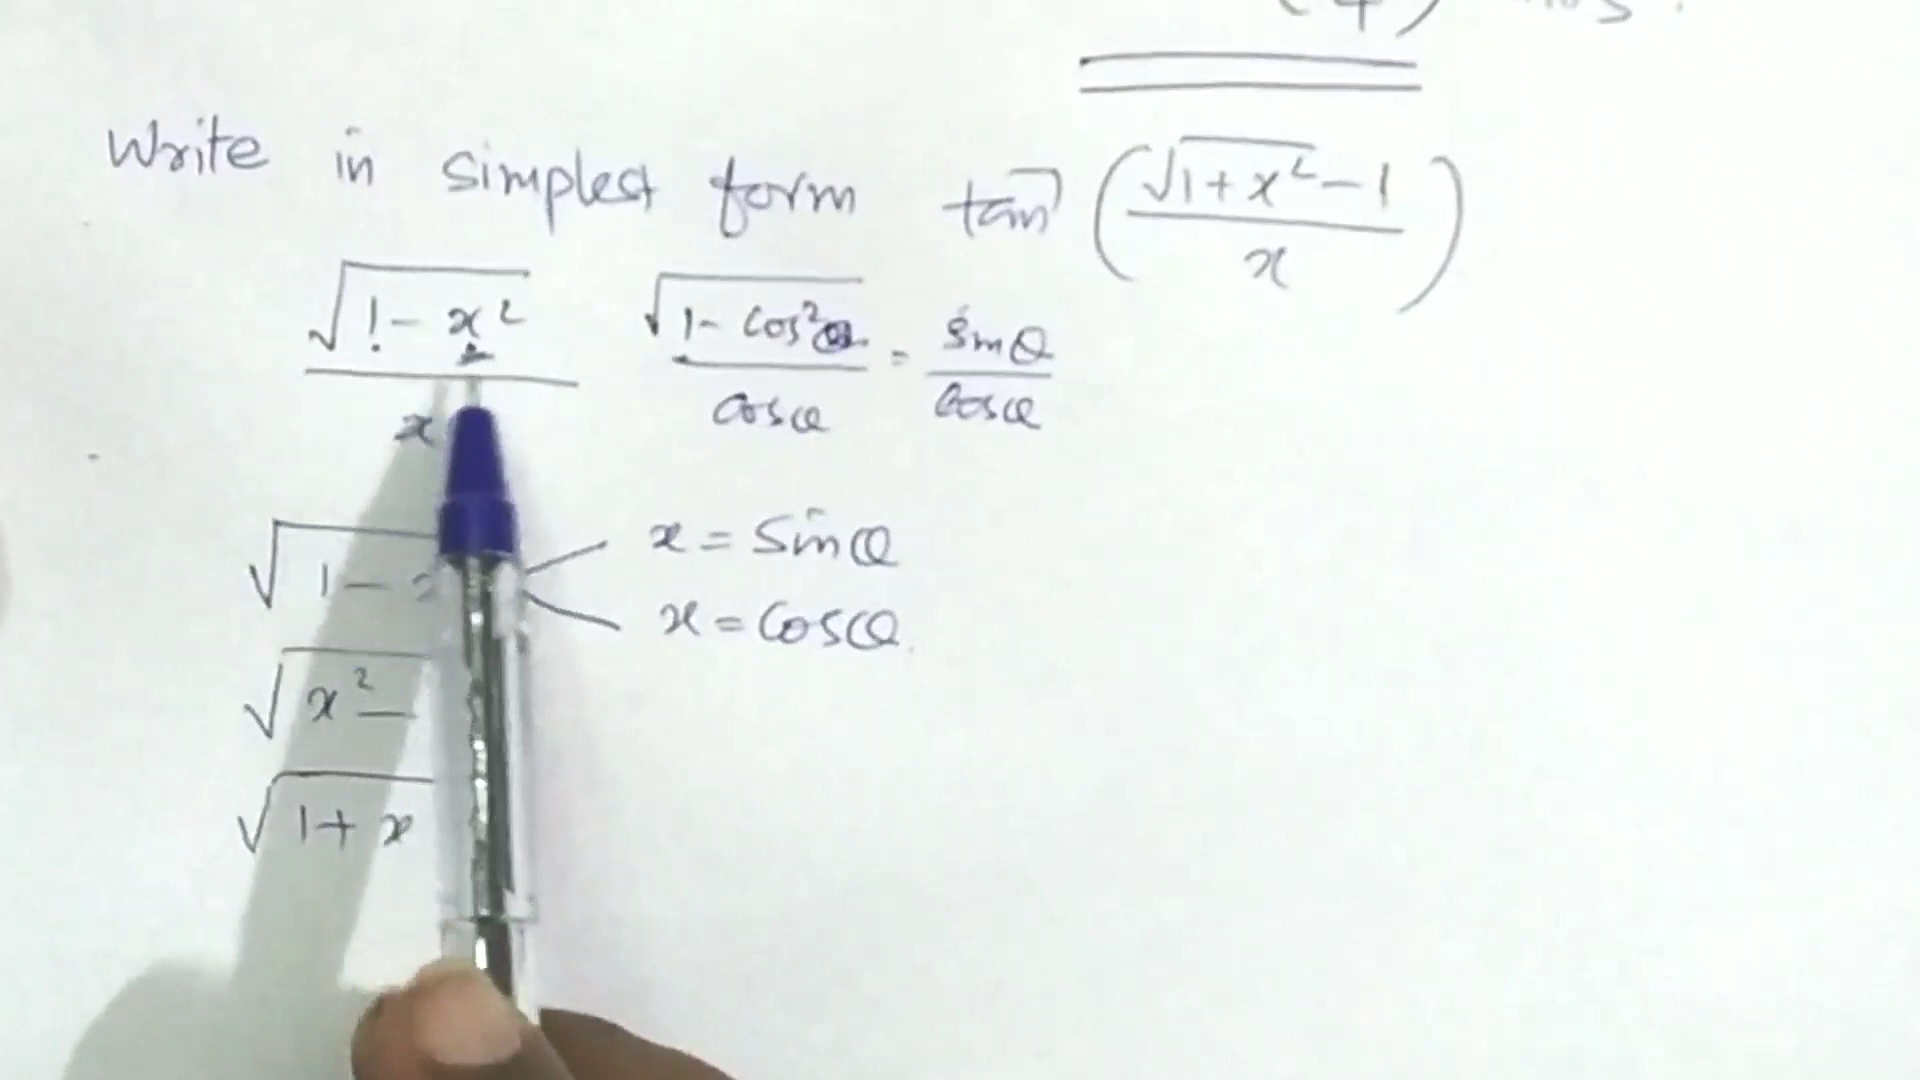 Write in simplest form tan⁻¹ (√(1+x²) −1 / x)
√(1−x²) / x √(1−cos²θ) / cosθ = sinθ / cosθ
√(1− x = sinθ
x = cosθ
√(x² −
√(1+ x